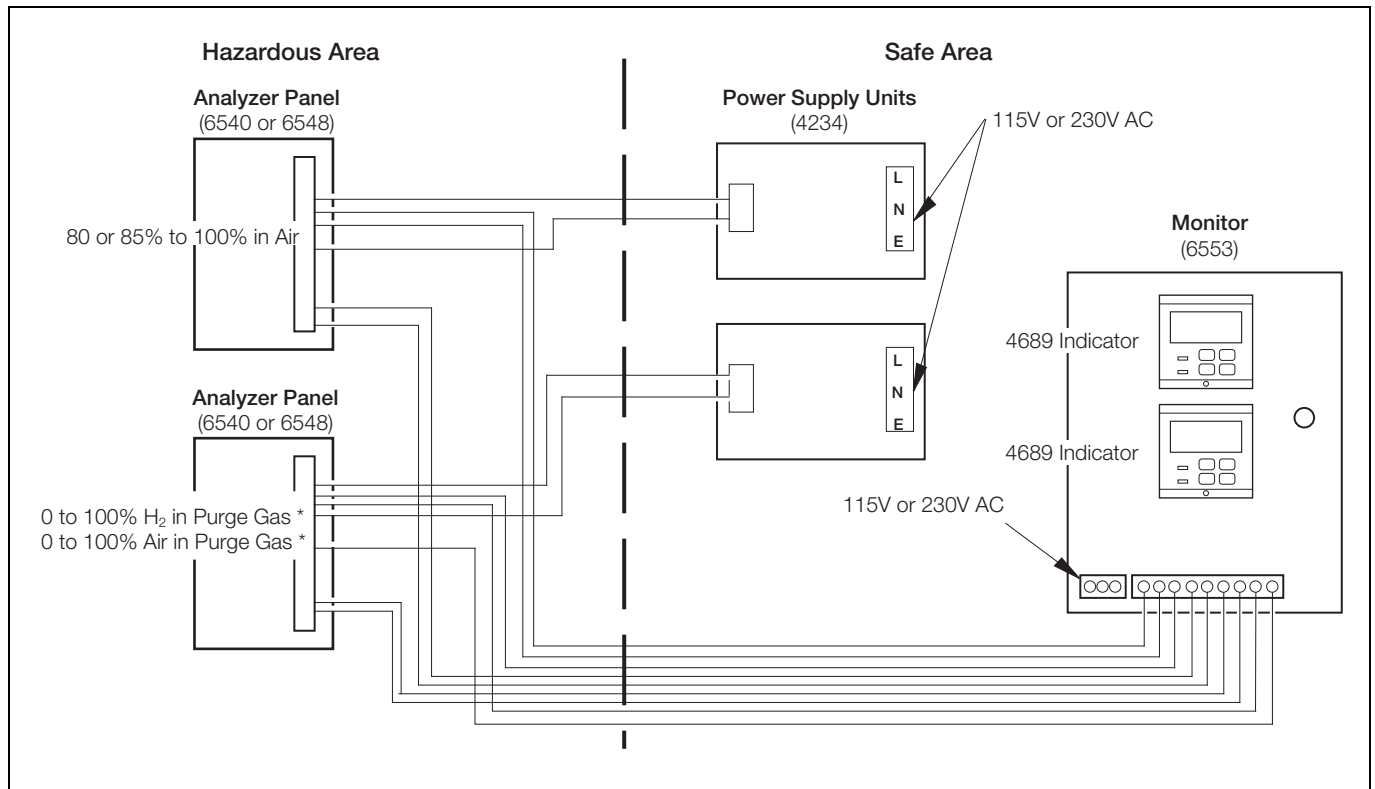 Hazardous Area
Safe Area
Analyzer Panel
(6540 or 6548)
80 or 85% to 100% in Air
Analyzer Panel
(6540 or 6548)
0 to 100% H₂ in Purge Gas *
0 to 100% Air in Purge Gas *
Power Supply Units
(4234)
115V or 230V AC
L
N
E
L
N
E
Monitor
(6553)
4689 Indicator
4689 Indicator
115V or 230V AC